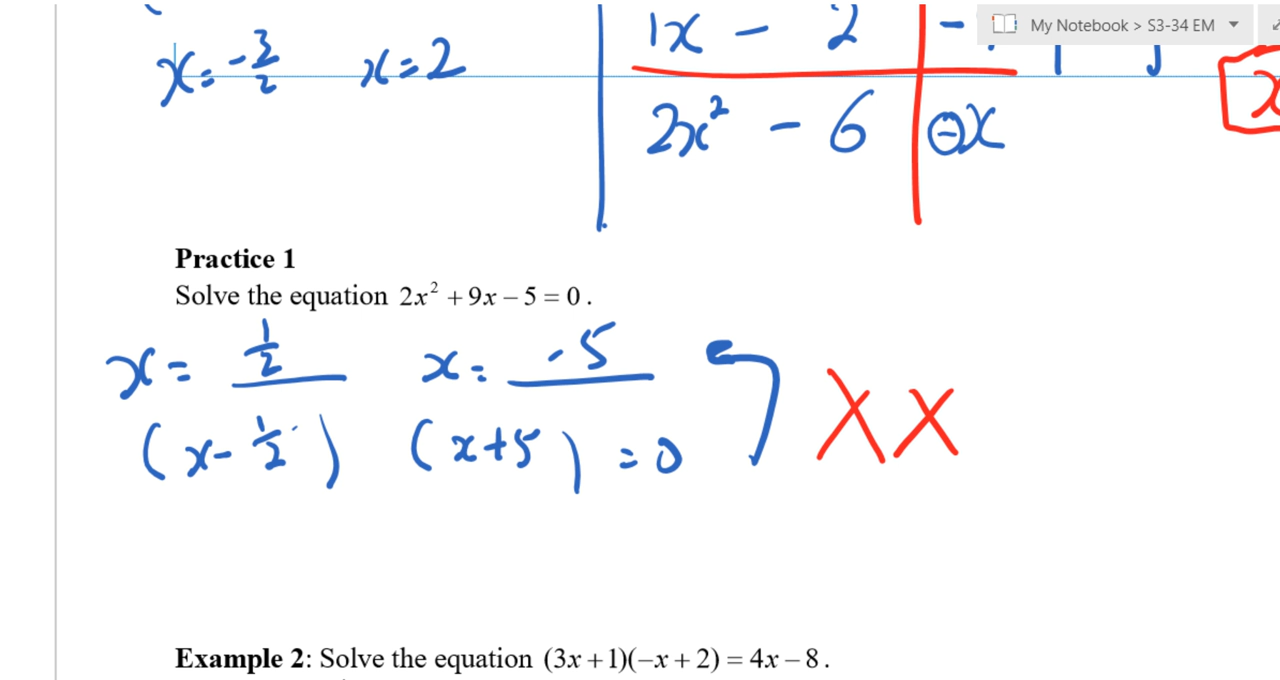 My Notebook > S3-34 EM
x = -3/2 x = 2
1x - 2
2x² - 6 -x
Practice 1
Solve the equation 2x² + 9x – 5 = 0 .
x = 1/2 x = -5
(x - 1/2) (x + 5) = 0 X X
Example 2: Solve the equation (3x + 1)(–x + 2) = 4x – 8 .